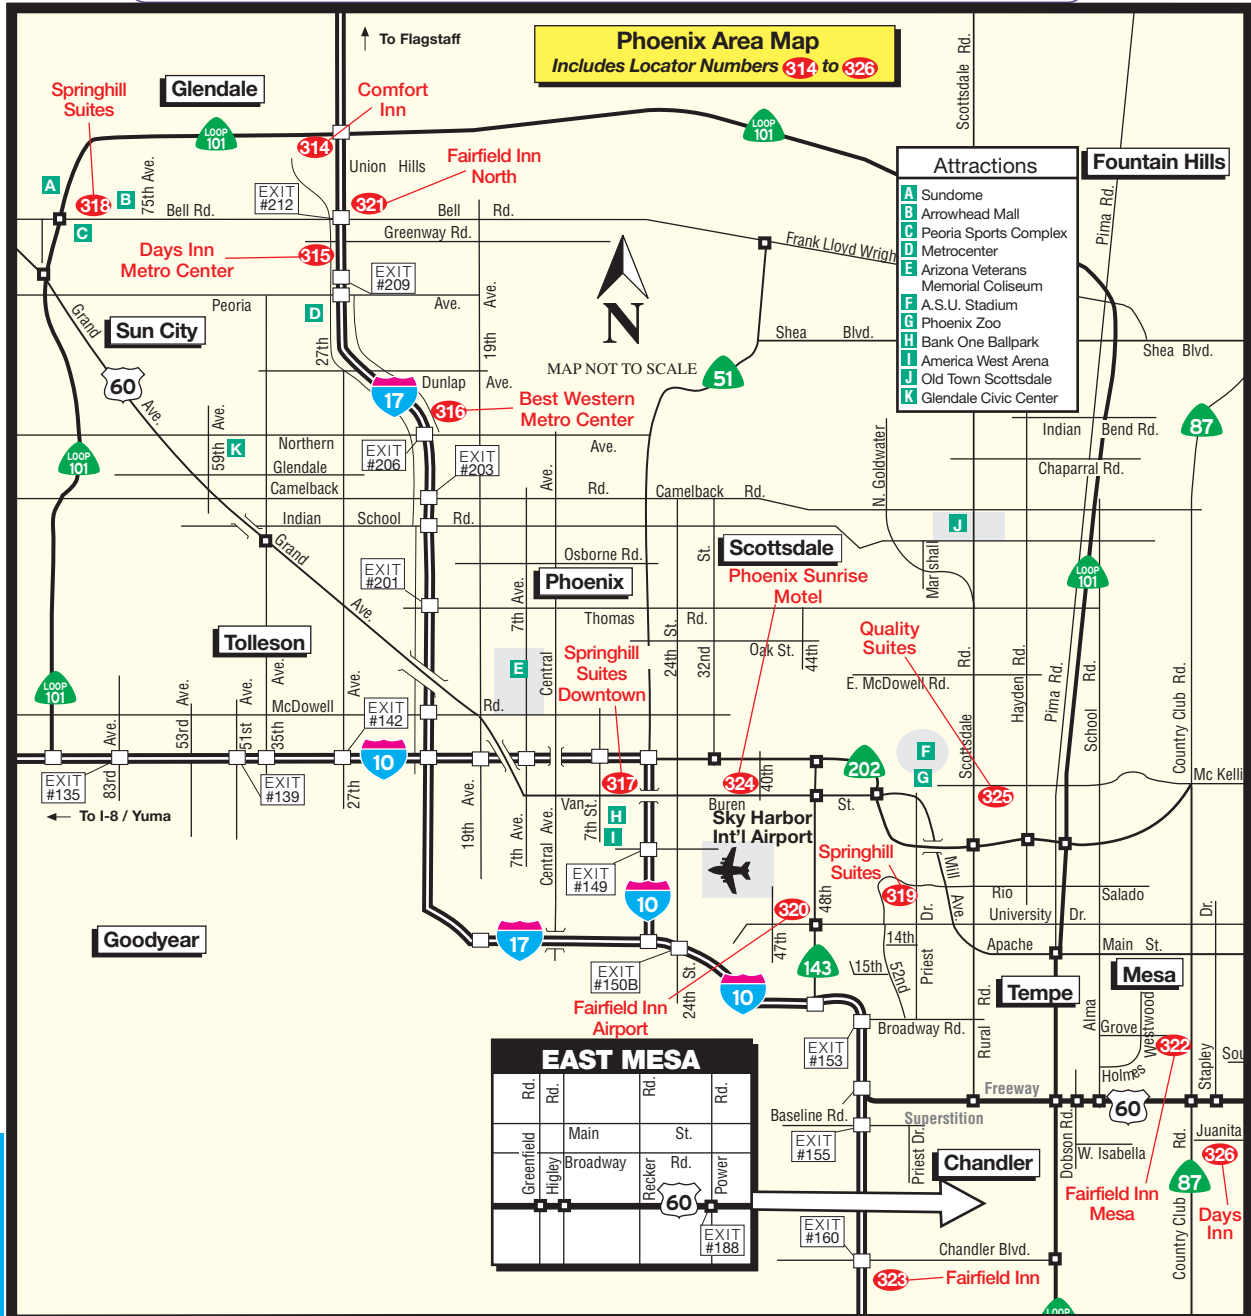 To Flagstaff
Phoenix Area Map
Includes Locator Numbers 314 to 326
Glendale
Springhill
Suites
Comfort
Inn
LOOP
101
LOOP
101
314
Scottsdale Rd.
Union Hills
Fairfield Inn
North
Attractions
A Sundome
B Arrowhead Mall
C Peoria Sports Complex
D Metrocenter
E Arizona Veterans
Memorial Coliseum
F A.S.U. Stadium
G Phoenix Zoo
H Bank One Ballpark
I America West Arena
J Old Town Scottsdale
K Glendale Civic Center
Fountain Hills
Pima Rd.
A
B
318
75th Ave.
EXIT
#212
321
Bell Rd.
Bell Rd.
C
Greenway Rd.
Days Inn
Metro Center
315
Frank Lloyd Wrigh
EXIT
#209
Peoria Ave.
D
N
MAP NOT TO SCALE
Sun City
Grand Ave.
60
27th
19th Ave.
Shea Blvd.
Shea Blvd.
51
17
Dunlap Ave.
316
Best Western
Metro Center
59th Ave.
K
Northern Ave.
EXIT
#206
EXIT
#203
Glendale
Camelback Rd.
Camelback Rd.
Indian School Rd.
LOOP
101
N. Goldwater
Indian Bend Rd.
87
Chaparral Rd.
J
Marshall
Grand Ave.
Osborne Rd.
Scottsdale
Phoenix Sunrise
Motel
EXIT
#201
Phoenix
7th Ave.
Ave.
Central
St.
LOOP
101
Thomas Rd.
24th St.
32nd
Oak St.
44th
Tolleson
E
Springhill
Suites
Downtown
Quality
Suites
E. McDowell Rd.
Rd.
Scottsdale
Hayden Rd.
Pima Rd.
School Rd.
Country Club Rd.
LOOP
101
McDowell Rd.
EXIT
#142
83rd Ave.
53rd Ave.
51st Ave.
35th Ave.
27th Ave.
10
EXIT
#135
EXIT
#139
To I-8 / Yuma
19th Ave.
7th Ave.
Central Ave.
7th St.
317
324
40th
202
F
G
325
Mc Kelli
Van Buren St.
H
I
Sky Harbor
Int'l Airport
EXIT
#149
10
Springhill
Suites
319
320
47th
48th
Mill Ave.
Rio Salado
University Dr.
Priest Dr.
14th
15th
52nd
Apache
Main St.
Goodyear
17
EXIT
#150B
24th St.
10
143
Fairfield Inn
Airport
Tempe
Mesa
Broadway Rd.
Rural Rd.
Alma
Grove
Westwood
Holmes
322
Stapley Dr.
Sou
EXIT
#153
Superstition Freeway
60
Baseline Rd.
EXIT
#155
Priest Dr.
Dobson Rd.
W. Isabella
Juanita
326
Chandler
Fairfield Inn
Mesa
87
Country Club Rd.
Days
Inn
EXIT
#160
Chandler Blvd.
323
Fairfield Inn
LOOP
EAST MESA
Greenfield Rd.
Higley Rd.
Recker Rd.
Power Rd.
Main St.
Broadway Rd.
60
EXIT
#188